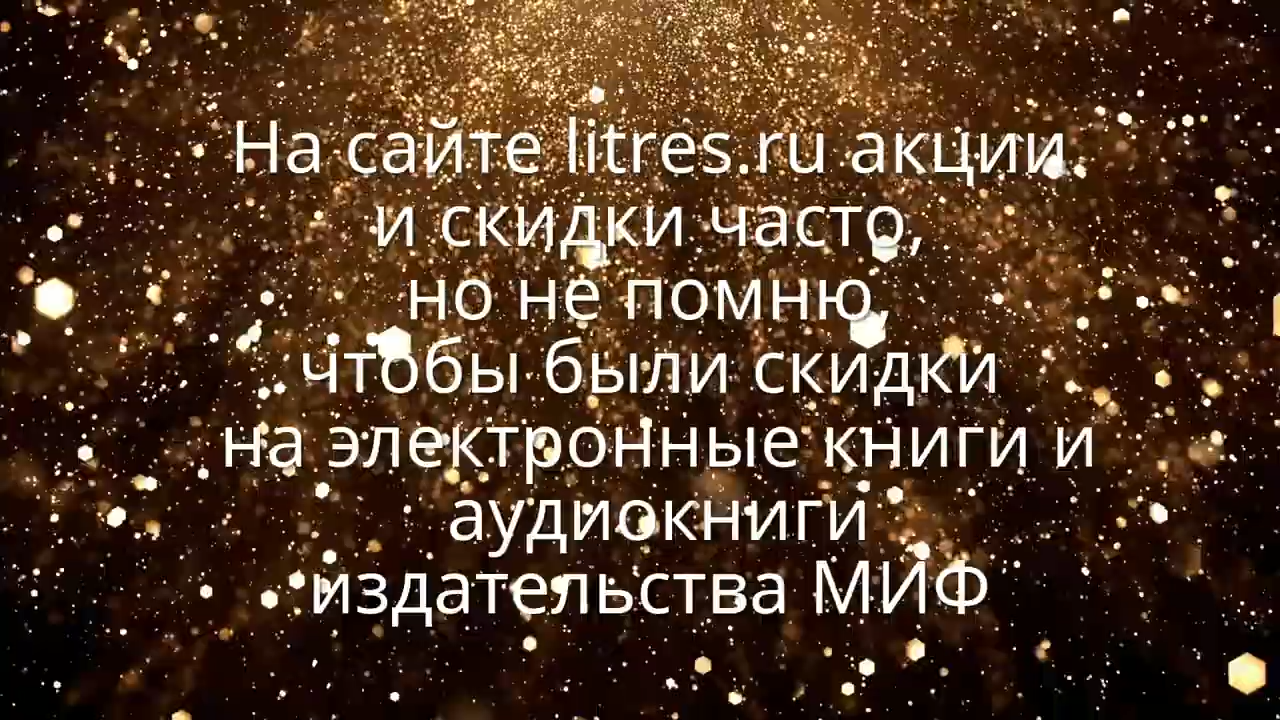 На сайте litres.ru акции
и скидки часто,
но не помню,
чтобы были скидки
на электронные книги и
аудиокниги
издательства МИФ